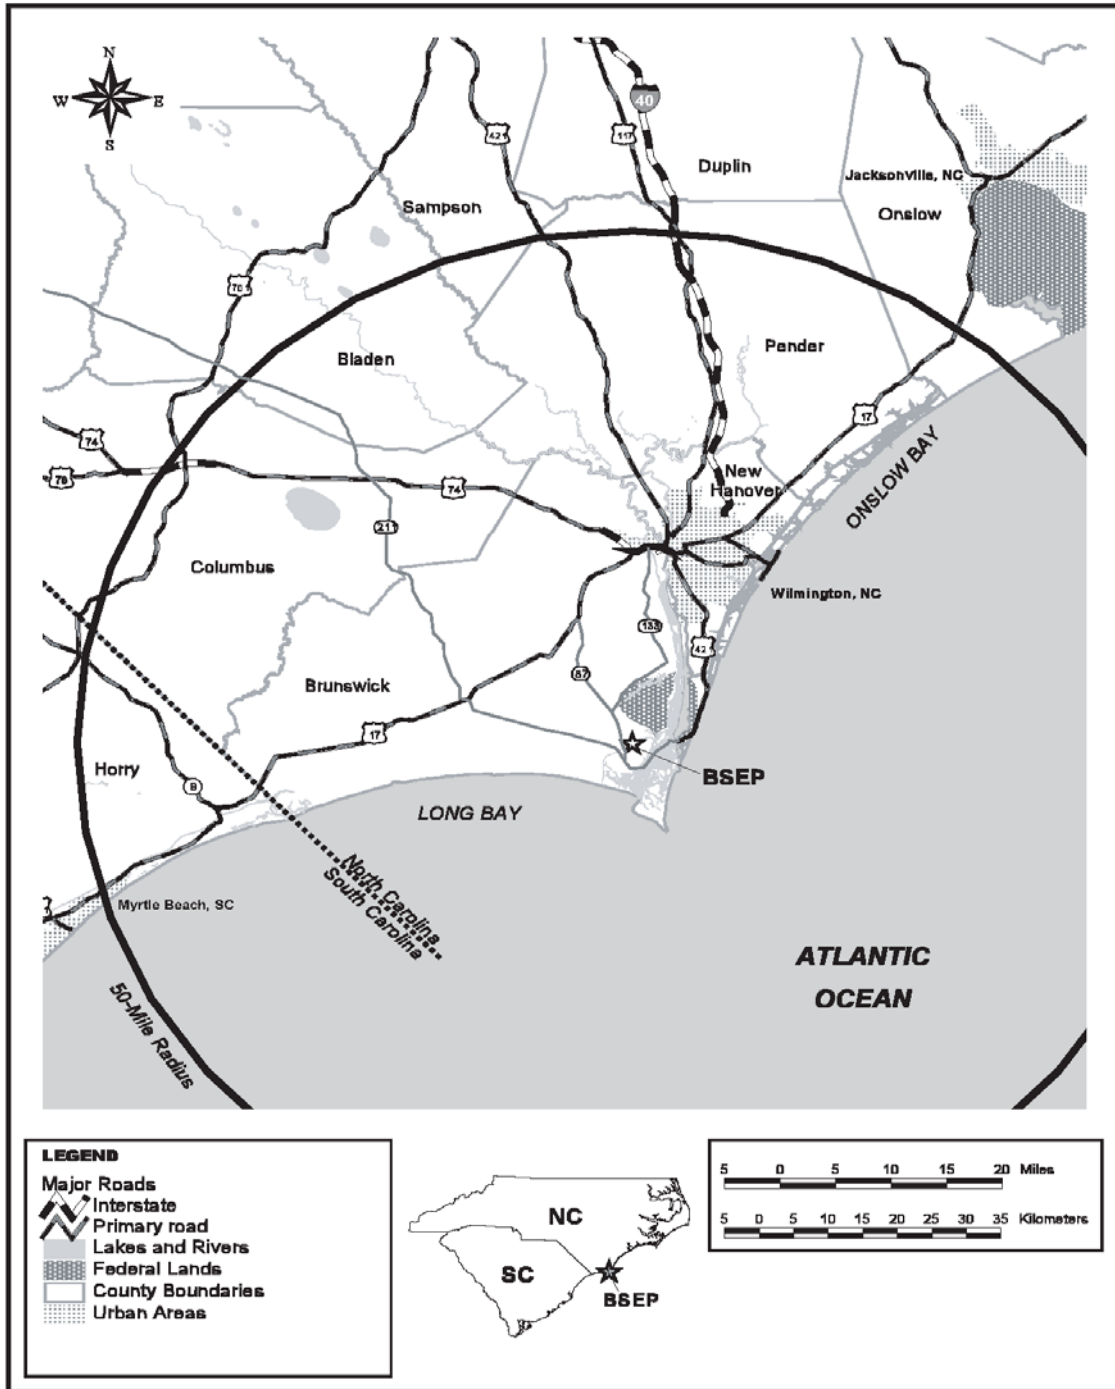 N
W E
S
40
421
117
Duplin
Jacksonville, NC
Sampson
Onslow
701
Bladen
Pender
17
74
76
74
New
Hanover
ONSLOW BAY
211
Columbus
Wilmington, NC
133
421
87
Brunswick
17
BSEP
Horry
9
LONG BAY
North Carolina
South Carolina
Myrtle Beach, SC
ATLANTIC
OCEAN
50-Mile Radius
LEGEND
Major Roads
Interstate
Primary road
Lakes and Rivers
Federal Lands
County Boundaries
Urban Areas
NC
SC
BSEP
5 0 5 10 15 20 Miles
5 0 5 10 15 20 25 30 35 Kilometers